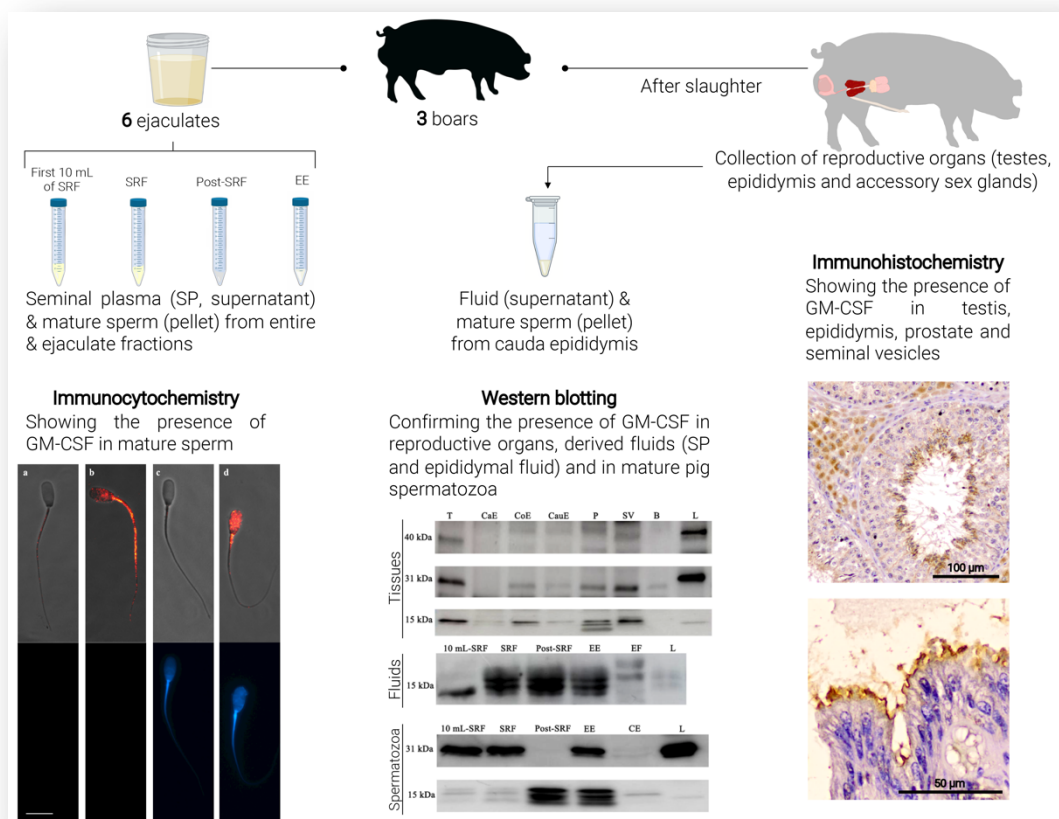 After slaughter
6 ejaculates
3 boars
First 10 mL
of SRF
SRF
Post-SRF
EE
Collection of reproductive organs (testes,
epididymis and accessory sex glands)
Seminal plasma (SP, supernatant)
& mature sperm (pellet) from entire
& ejaculate fractions
Fluid (supernatant) &
mature sperm (pellet)
from cauda epididymis
Immunohistochemistry
Showing the presence of
GM-CSF in testis,
epididymis, prostate and
seminal vesicles
Immunocytochemistry
Showing the presence of
GM-CSF in mature sperm
a b c d
Western blotting
Confirming the presence of GM-CSF in
reproductive organs, derived fluids (SP
and epididymal fluid) and in mature pig
spermatozoa
T CaE CoE CauE P SV B L
40 kDa
31 kDa
15 kDa
Tissues
10 mL-SRF SRF Post-SRF EE EF L
15 kDa
Fluids
10 mL-SRF SRF Post-SRF EE CE L
31 kDa
15 kDa
Spermatozoa
100 µm
50 µm